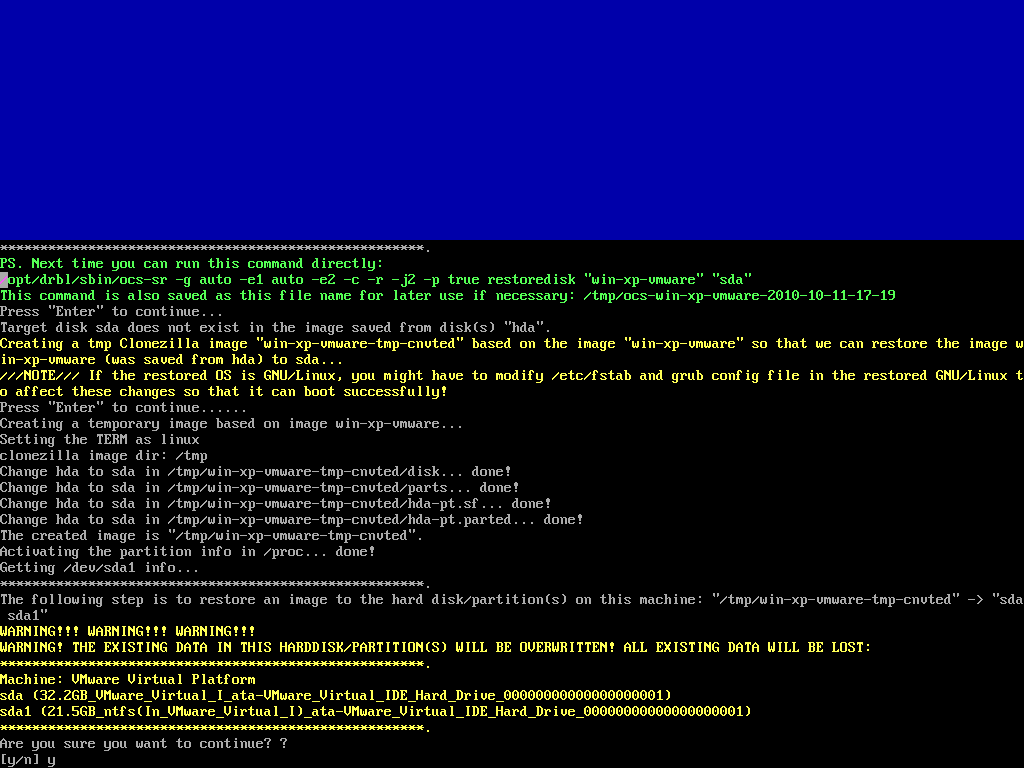 *****************************************************.
PS. Next time you can run this command directly:
opt/drbl/sbin/ocs-sr -g auto -e1 auto -e2 -c -r -j2 -p true restoredisk "win-xp-vmware" "sda"
This command is also saved as this file name for later use if necessary: /tmp/ocs-win-xp-vmware-2010-10-11-17-19
Press "Enter" to continue...
Target disk sda does not exist in the image saved from disk(s) "hda".
Creating a tmp Clonezilla image "win-xp-vmware-tmp-cnvted" based on the image "win-xp-vmware" so that we can restore the image w
in-xp-vmware (was saved from hda) to sda...
///NOTE/// If the restored OS is GNU/Linux, you might have to modify /etc/fstab and grub config file in the restored GNU/Linux t
o affect these changes so that it can boot successfully!
Press "Enter" to continue......
Creating a temporary image based on image win-xp-vmware...
Setting the TERM as linux
clonezilla image dir: /tmp
Change hda to sda in /tmp/win-xp-vmware-tmp-cnvted/disk... done!
Change hda to sda in /tmp/win-xp-vmware-tmp-cnvted/parts... done!
Change hda to sda in /tmp/win-xp-vmware-tmp-cnvted/hda-pt.sf... done!
Change hda to sda in /tmp/win-xp-vmware-tmp-cnvted/hda-pt.parted... done!
The created image is "/tmp/win-xp-vmware-tmp-cnvted".
Activating the partition info in /proc... done!
Getting /dev/sda1 info...
*****************************************************.
The following step is to restore an image to the hard disk/partition(s) on this machine: "/tmp/win-xp-vmware-tmp-cnvted" -> "sda
sda1"
WARNING!!! WARNING!!! WARNING!!!
WARNING! THE EXISTING DATA IN THIS HARDDISK/PARTITION(S) WILL BE OVERWRITTEN! ALL EXISTING DATA WILL BE LOST:
*****************************************************.
Machine: VMware Virtual Platform
sda (32.2GB_VMware_Virtual_I_ata-VMware_Virtual_IDE_Hard_Drive_00000000000000000001)
sda1 (21.5GB_ntfs(In_VMware_Virtual_I)_ata-VMware_Virtual_IDE_Hard_Drive_00000000000000000001)
*****************************************************.
Are you sure you want to continue? ?
[y/n] y